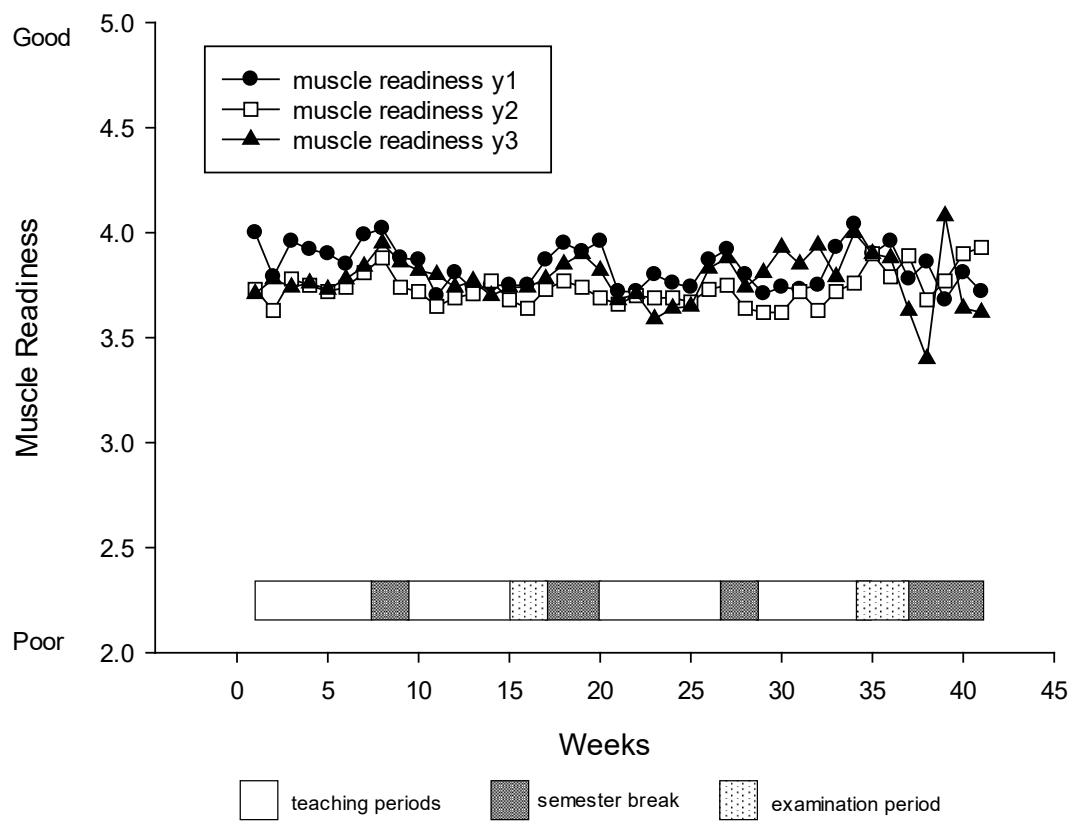 Good
5.0
muscle readiness y1
muscle readiness y2
muscle readiness y3
4.5
4.0
3.5
3.0
2.5
2.0
Poor
Muscle Readiness
0 5 10 15 20 25 30 35 40 45
Weeks
teaching periods semester break examination period